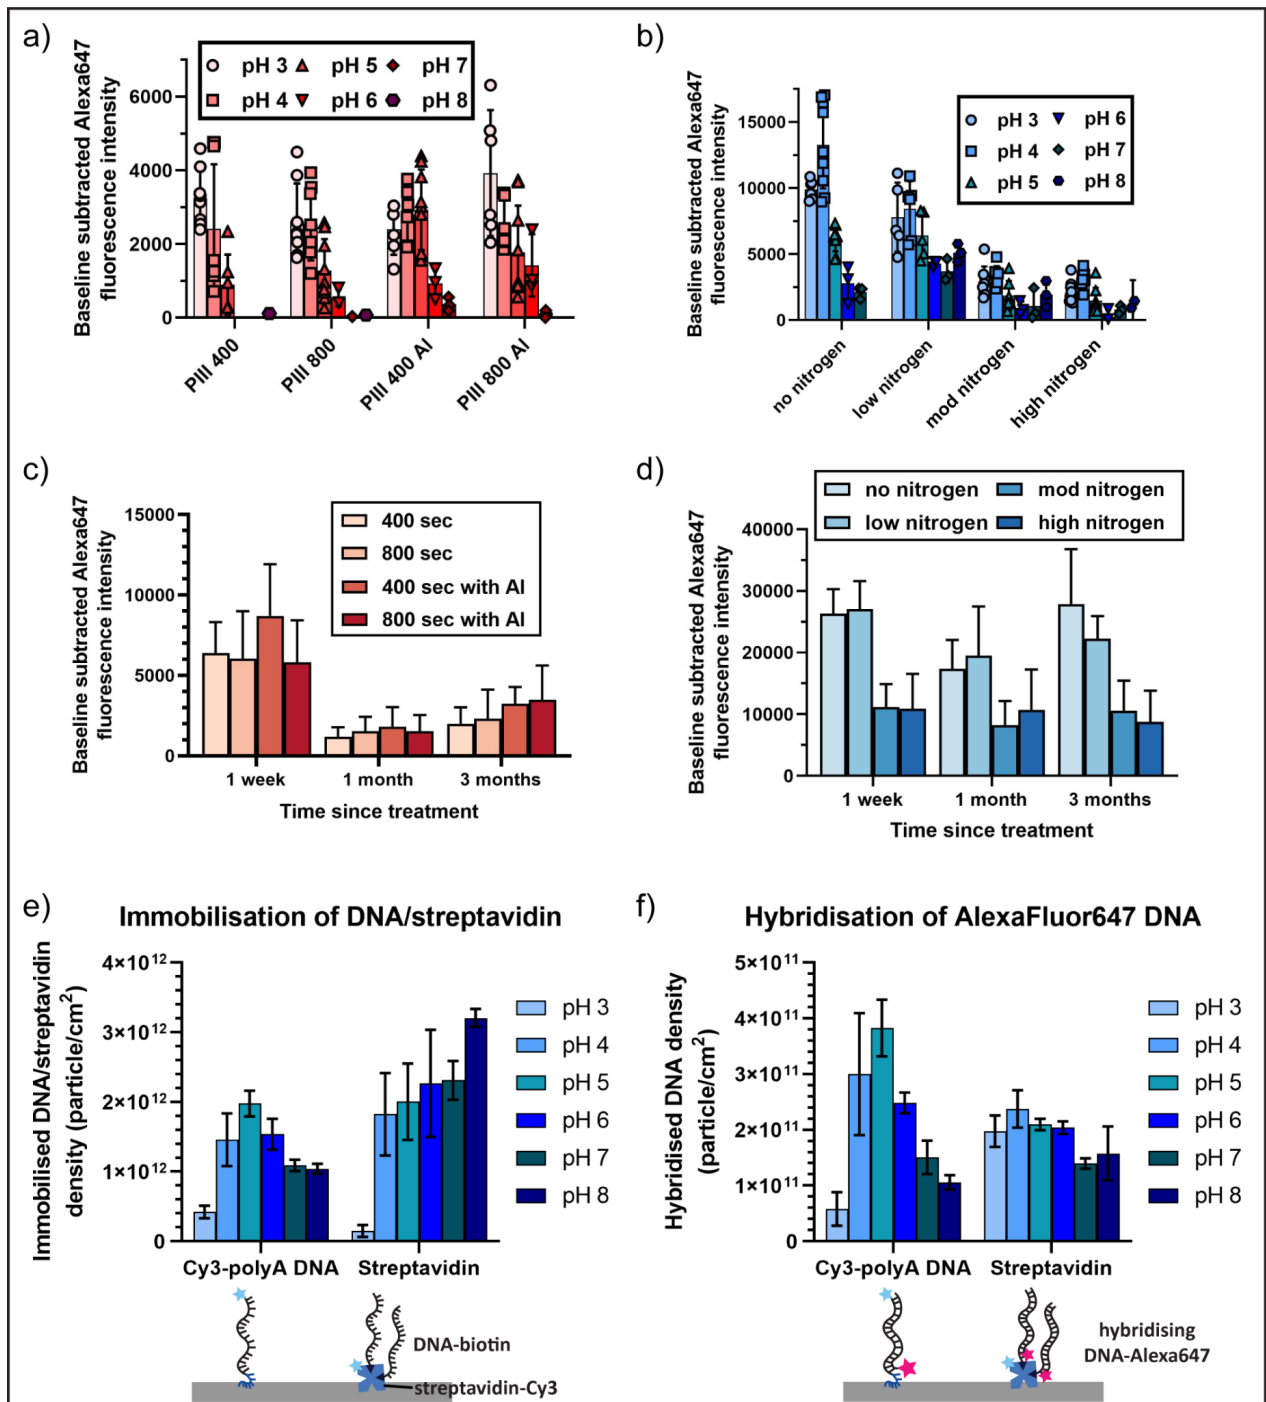 a)
Baseline subtracted Alexa647
fluorescence intensity
pH 3 pH 5 pH 7
pH 4 pH 6 pH 8
6000
4000
2000
0
PIII 400
PIII 800
PIII 400 Al
PIII 800 Al
b)
Baseline subtracted Alexa647
fluorescence intensity
pH 3 pH 6
pH 4 pH 7
pH 5 pH 8
15000
10000
5000
0
no nitrogen
low nitrogen
mod nitrogen
high nitrogen
c)
Baseline subtracted Alexa647
fluorescence intensity
400 sec
800 sec
400 sec with Al
800 sec with Al
15000
10000
5000
0
1 week 1 month 3 months
Time since treatment
d)
Baseline subtracted Alexa647
fluorescence intensity
no nitrogen mod nitrogen
low nitrogen high nitrogen
40000
30000
20000
10000
0
1 week 1 month 3 months
Time since treatment
e)
Immobilisation of DNA/streptavidin
Immobilised DNA/streptavidin
density (particle/cm²)
4×10¹²
3×10¹²
2×10¹²
1×10¹²
0
pH 3
pH 4
pH 5
pH 6
pH 7
pH 8
Cy3-polyA DNA Streptavidin
DNA-biotin
streptavidin-Cy3
f)
Hybridisation of AlexaFluor647 DNA
Hybridised DNA density
(particle/cm²)
5×10¹¹
4×10¹¹
3×10¹¹
2×10¹¹
1×10¹¹
0
pH 3
pH 4
pH 5
pH 6
pH 7
pH 8
Cy3-polyA DNA Streptavidin
hybridising
DNA-Alexa647